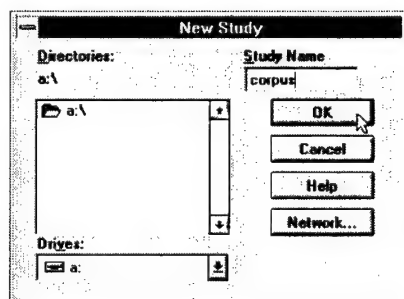 New Study
Directories:
a:\
a:\
Drives:
a:
Study Name
corpus
OK
Cancel
Help
Network...